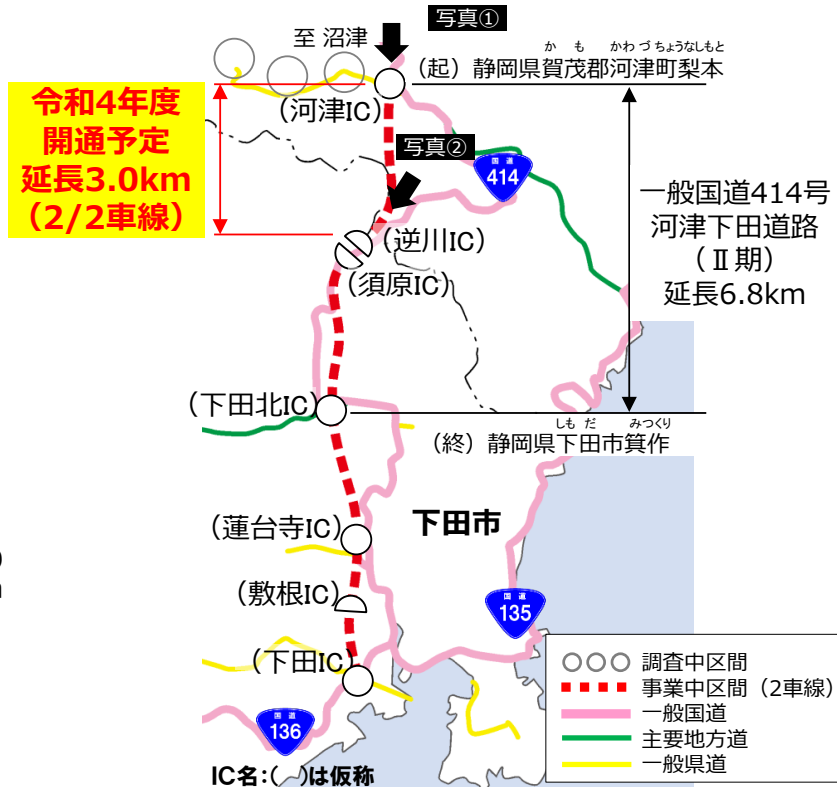 写真①
至 沼津
かも かわづちょうなしもと
(起) 静岡県賀茂郡河津町梨本
令和4年度
開通予定
延長3.0km
(2/2車線)
(河津IC)
写真②
国道
414
一般国道414号
河津下田道路
(Ⅱ期)
延長6.8km
(逆川IC)
(須原IC)
(下田北IC)
しもだ みつくり
(終) 静岡県下田市箕作
(蓮台寺IC)
下田市
(敷根IC)
国道
135
(下田IC)
国道
136
調査中区間
事業中区間(2車線)
一般国道
主要地方道
一般県道
IC名:( )は仮称